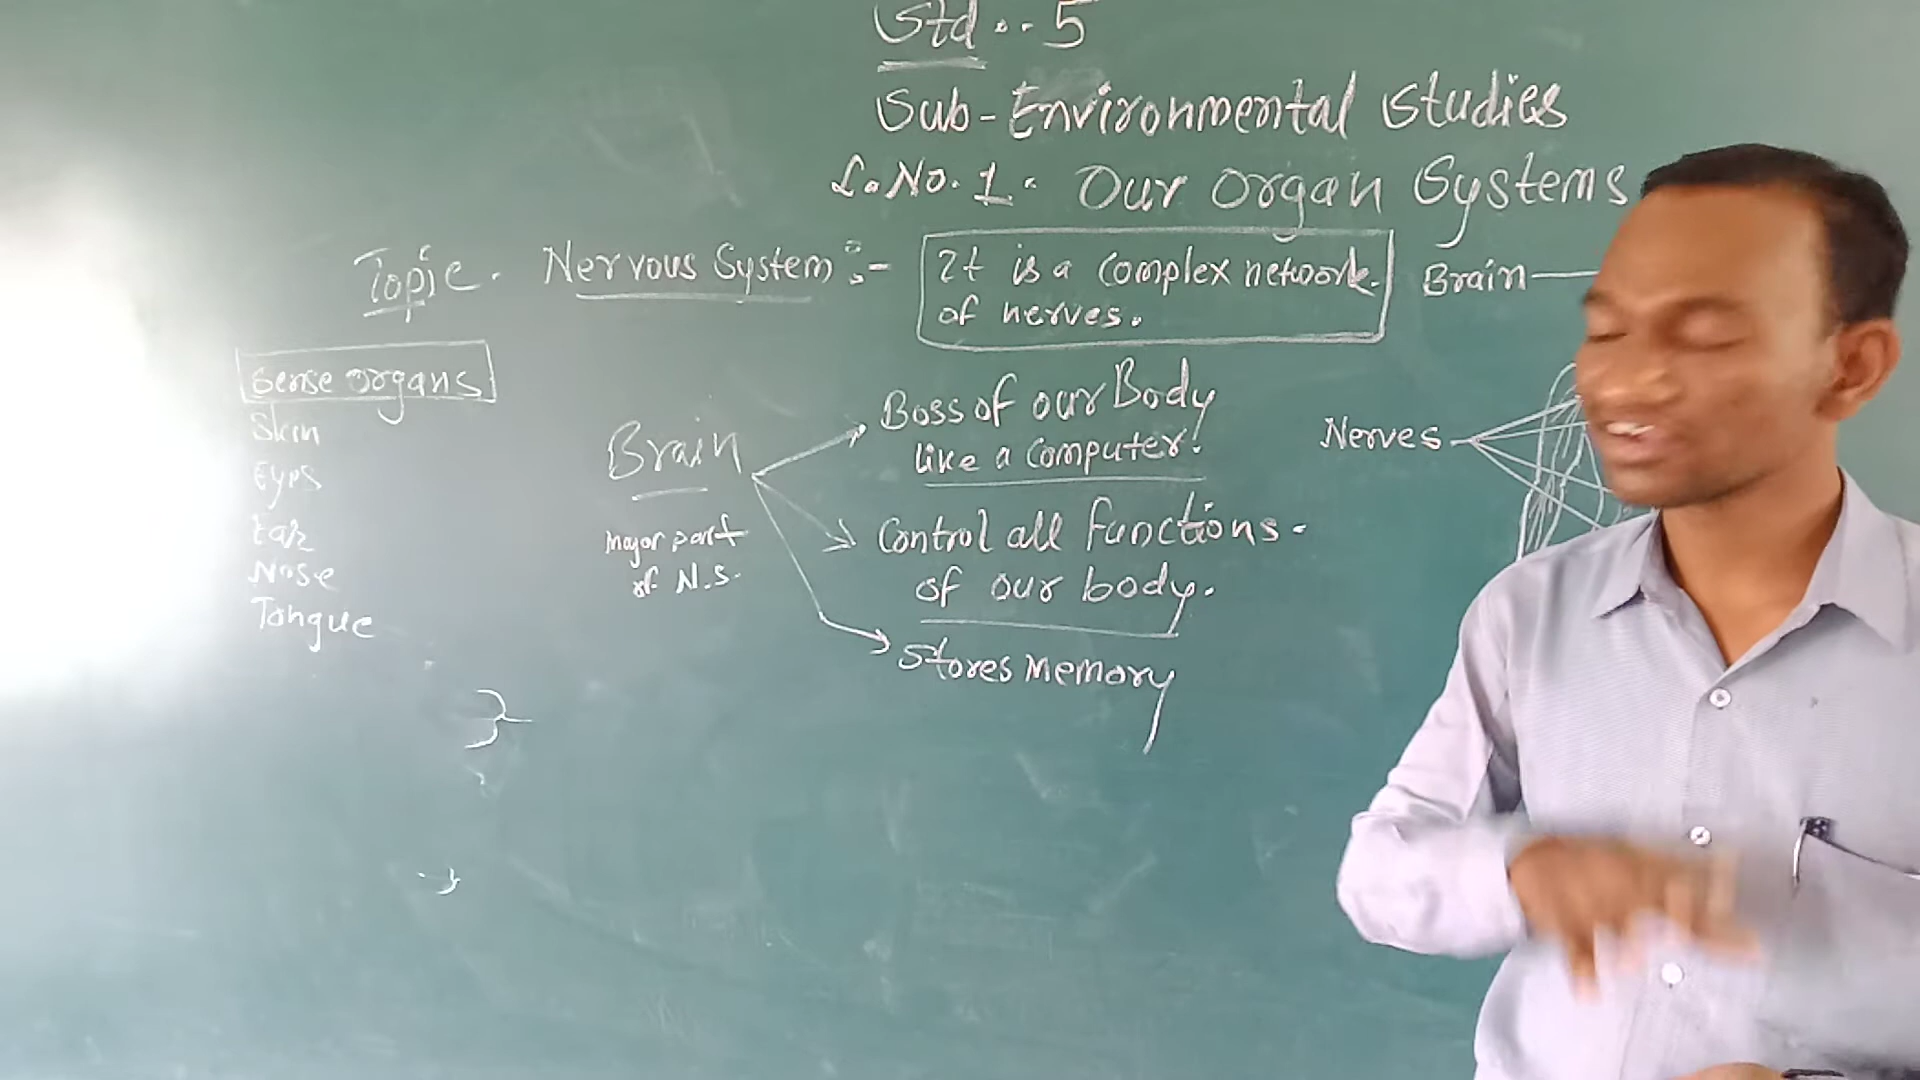 Std :- 5
Sub - Environmental Studies
L. No. 1. Our Organ Systems
Topic. Nervous System :-
It is a complex network
of nerves.
Brain
Sense organs
Skin
Eyes
Ear
Nose
Tongue
Brain
major part
of N.S.
Boss of our Body
like a computer.
Control all functions
of our body.
Stores Memory
Nerves